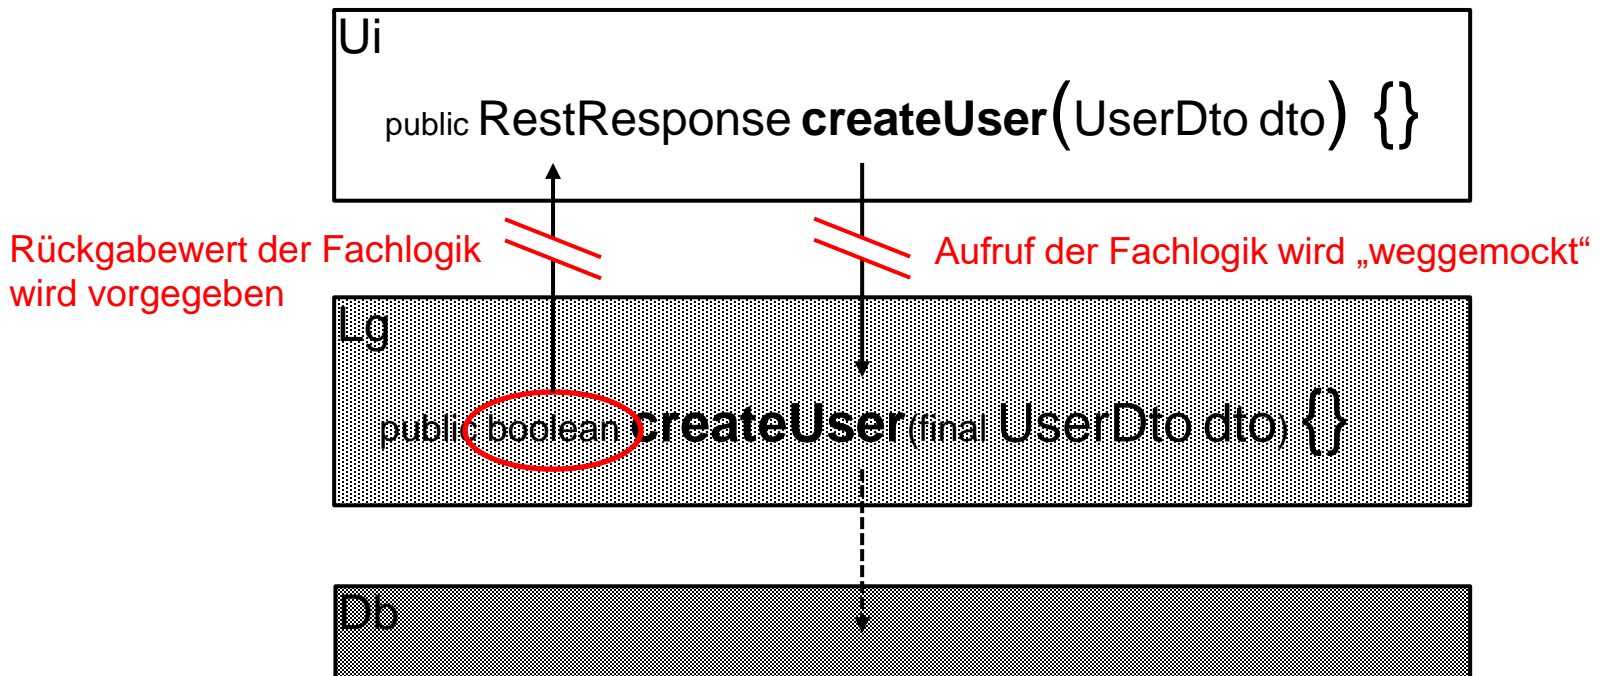 Ui
public RestResponse createUser(UserDto dto) {}
Rückgabewert der Fachlogik
wird vorgegeben
Aufruf der Fachlogik wird „weggemockt“
Lg
public boolean createUser(final UserDto dto) {}
Db